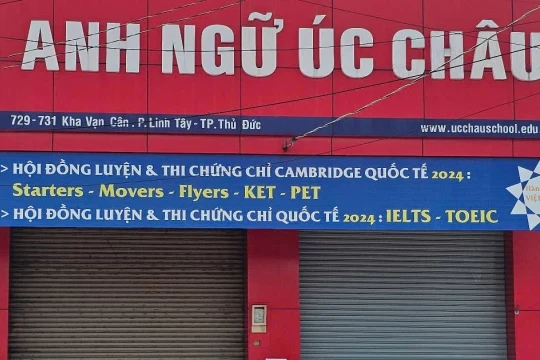 ANH NGỮ ÚC CHÂU
729-731 Kha Vạn Cân . P.Linh Tây - TP.Thủ Đức
www.ucchauschool.edu
> HỘI ĐỒNG LUYỆN & THI CHỨNG CHỈ CAMBRIDGE QUỐC TẾ 2024 :
Starters - Movers - Flyers - KET - PET
> HỘI ĐỒNG LUYỆN & THI CHỨNG CHỈ QUỐC TẾ 2024 : IELTS - TOEIC